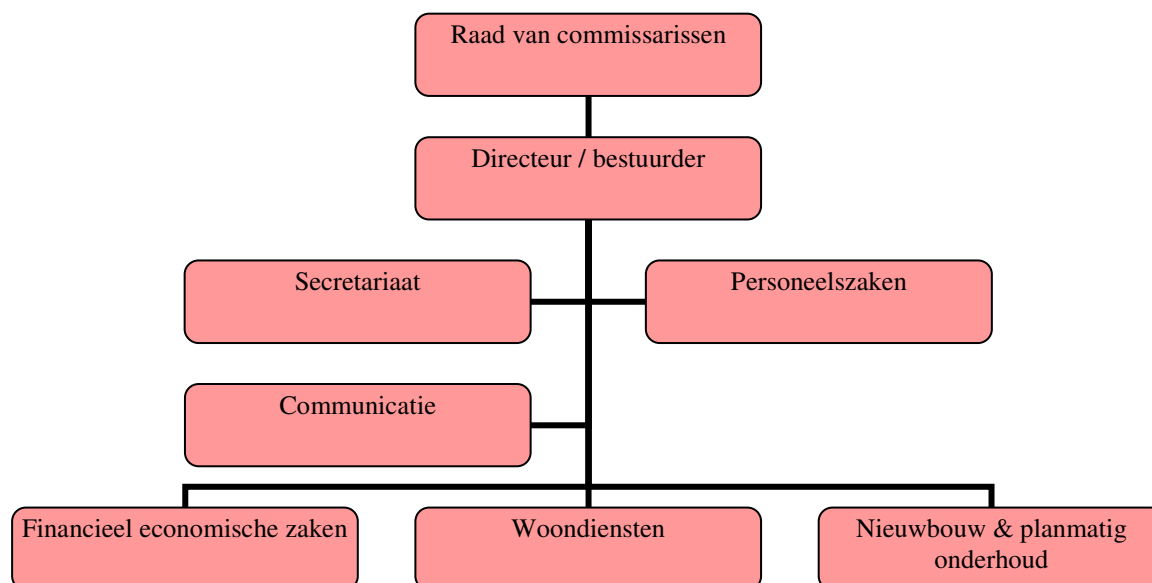 Raad van commissarissen
Directeur / bestuurder
Secretariaat
Personeelszaken
Communicatie
Financieel economische zaken
Woondiensten
Nieuwbouw & planmatig
onderhoud